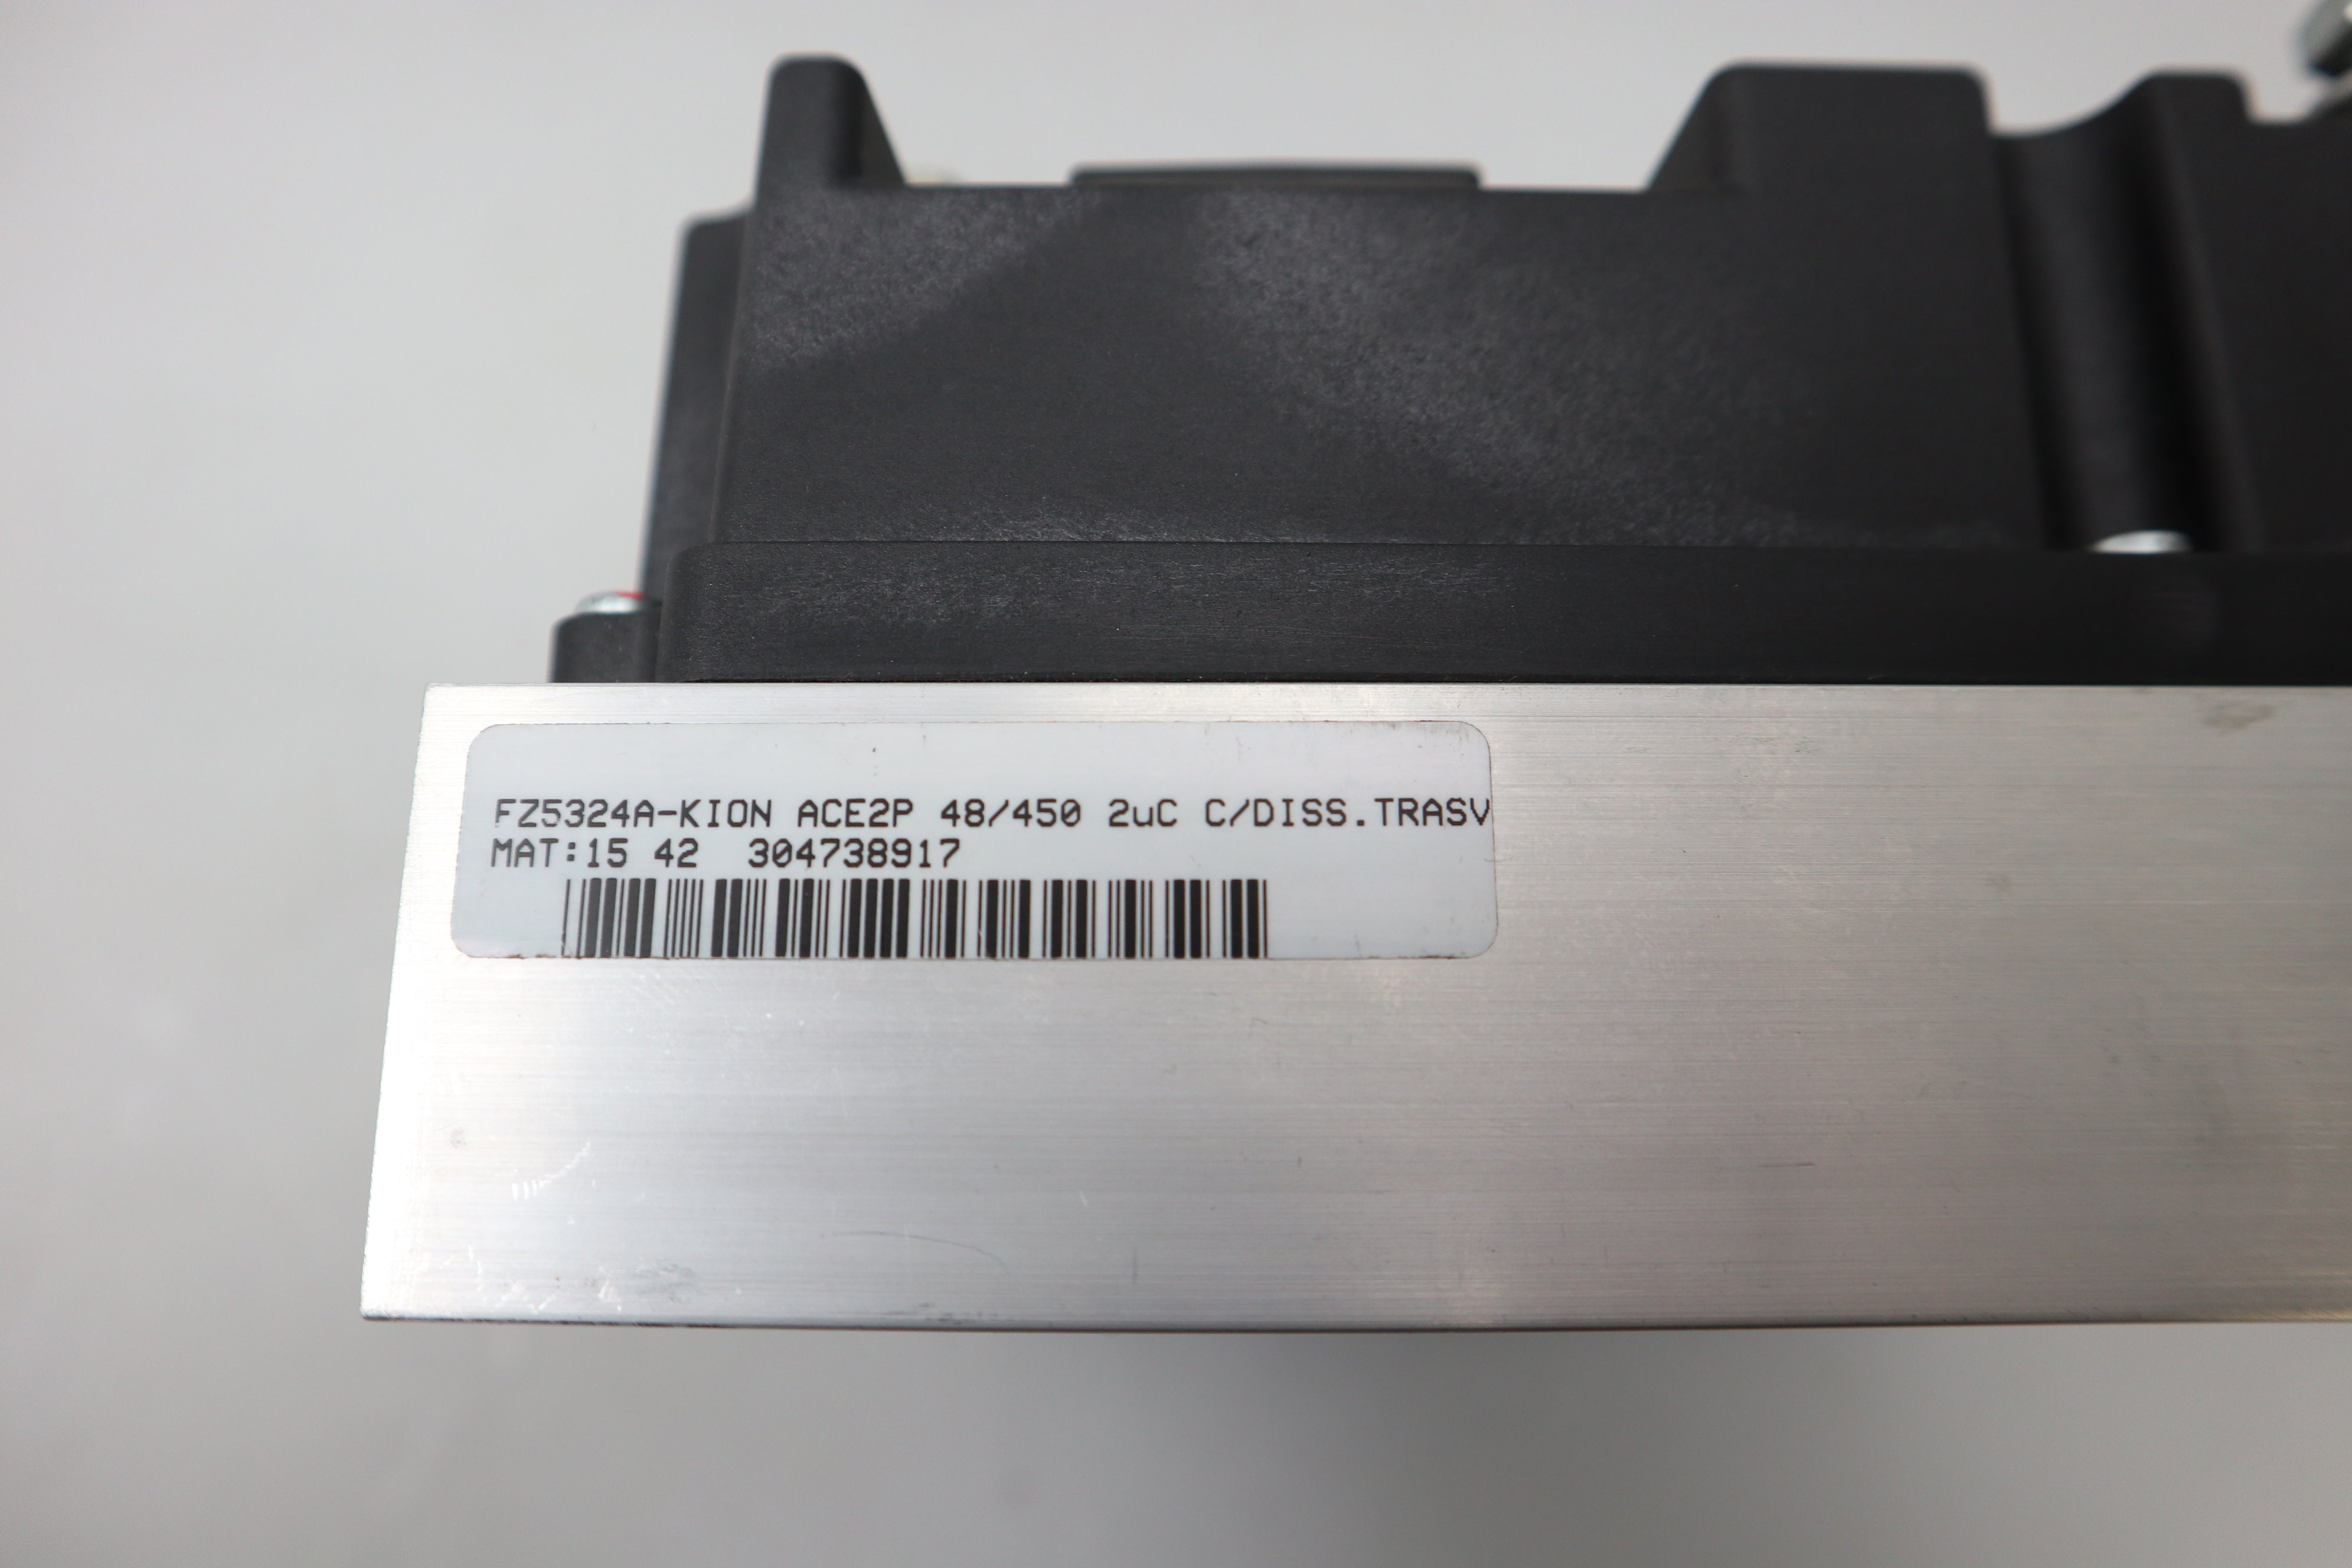 FZ5324A-KION ACE2P 48/450 2uC C/DISS.TRASV
MAT:15 42 304738917